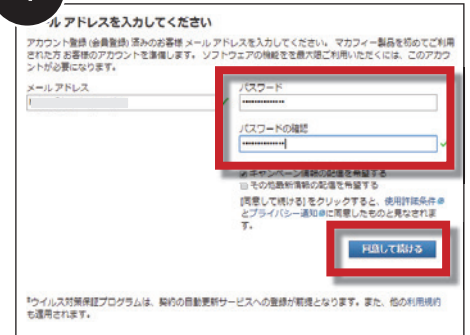 ル アドレスを入力してください
アカウント登録 (会員登録) 済みのお客様 メール アドレスを入力してください。 マカフィー製品を初めてご利用
された方 お客様のアカウントを準備します。 ソフトウェアの機能をを最大限ご利用いただくには、このアカウ
ントが必要になります。
メール アドレス
パスワード
パスワードの確認
キャンペーン情報の配信を希望する
その他最新情報の配信を希望する
[同意して続ける] をクリックすると、使用許諾条件
とプライバシー通知に同意したものと見なされま
す。
同意して続ける
*ウイルス対策保証プログラムは、契約の自動更新サービスへの登録が前提となります。また、他の利用規約
も適用されます。